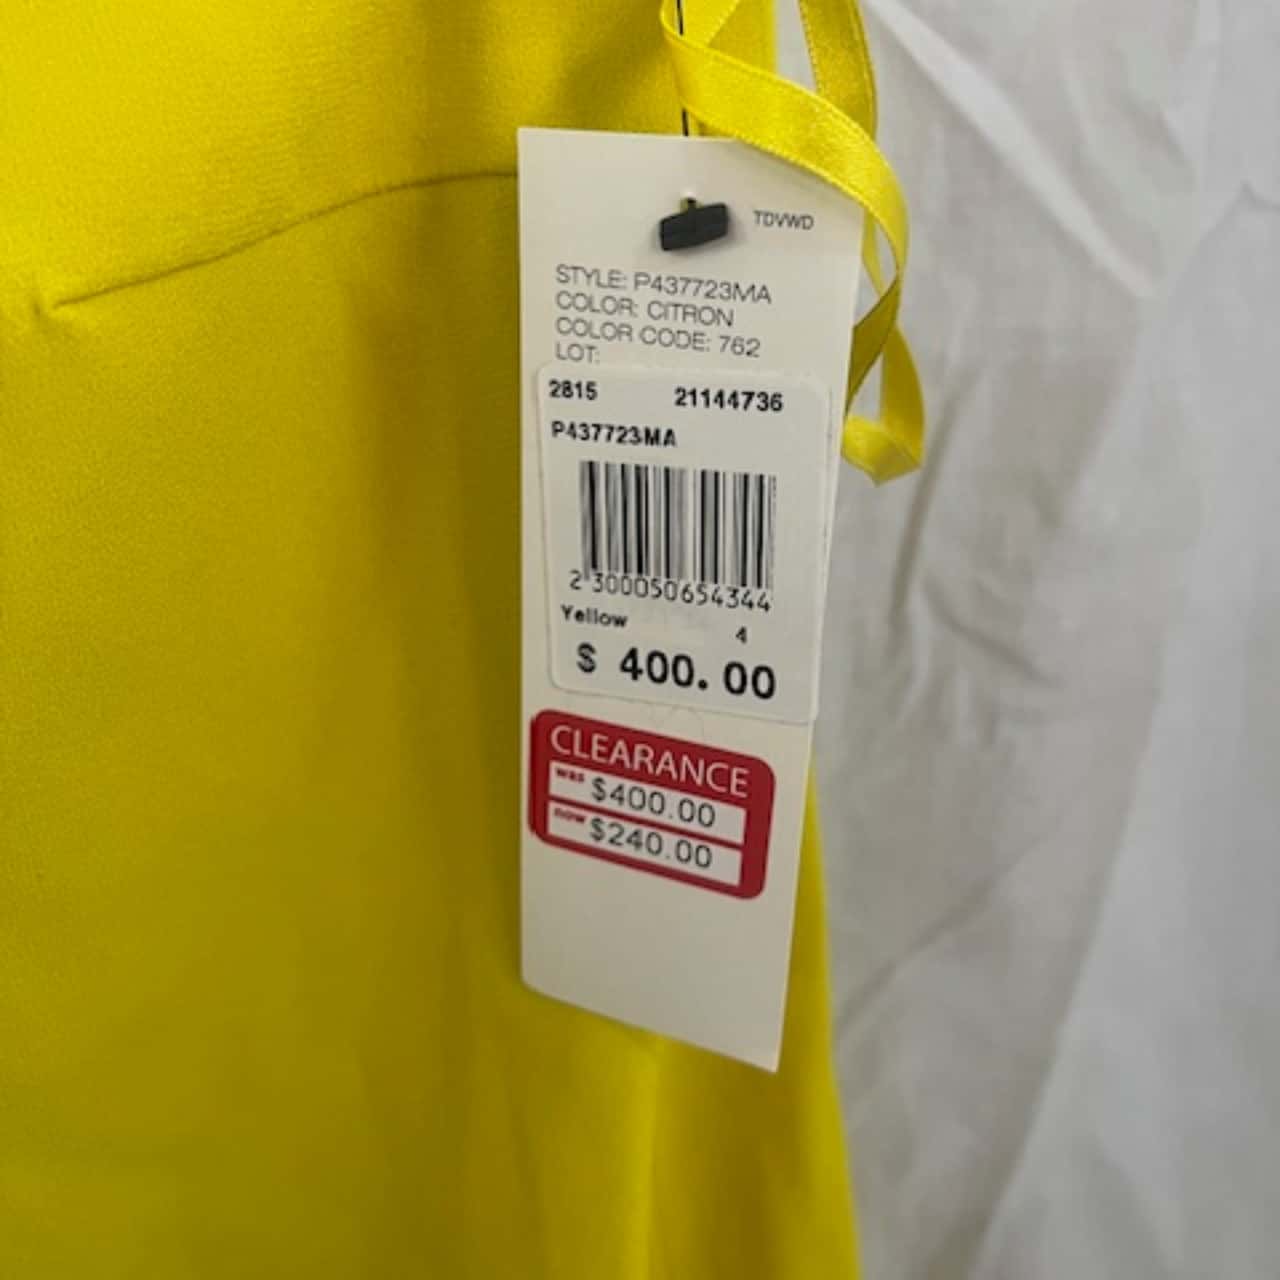 TDVWD
STYLE: P437723MA
COLOR: CITRON
COLOR CODE: 762
LOT:
2815 21144736
P437723MA
2 300050 654344
Yellow 4
$ 400.00
CLEARANCE
was $400.00
now $240.00